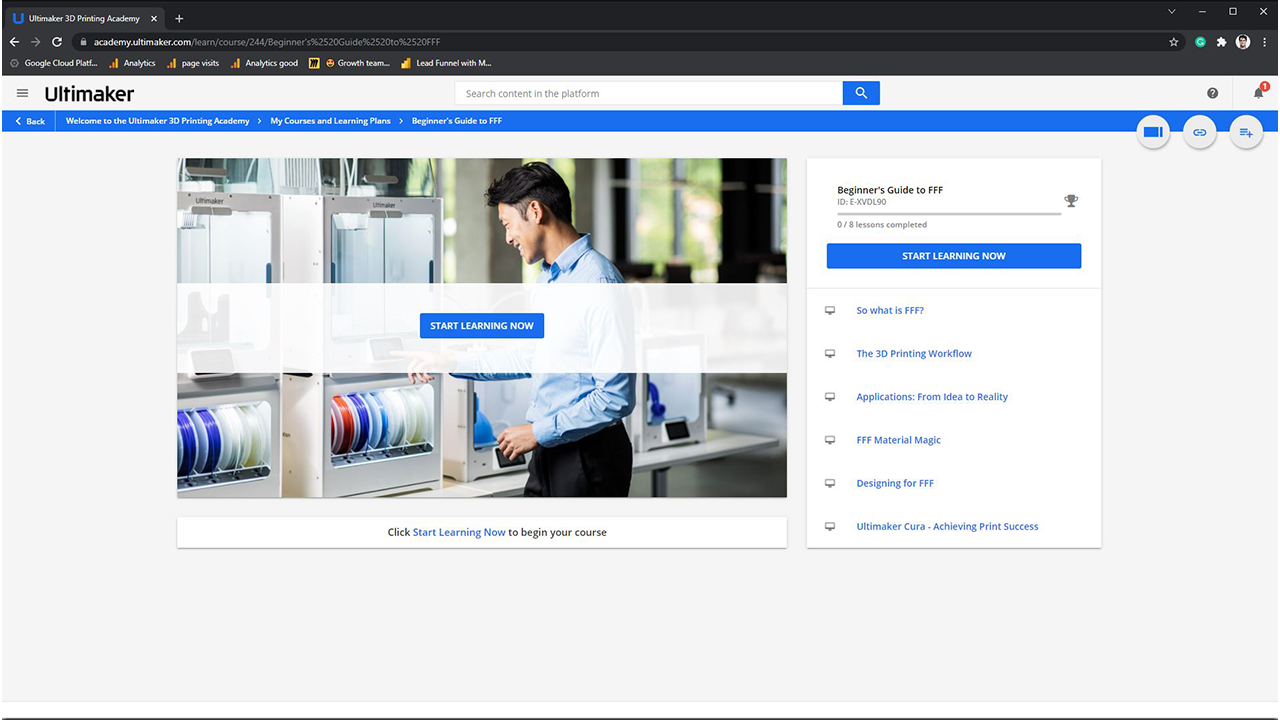 Ultimaker 3D Printing Academy
academy.ultimaker.com/learn/course/244/Beginner's%2520Guide%2520to%2520FFF
Google Cloud Platf... Analytics page visits Analytics good Growth team... Lead Funnel with M...
Ultimaker
Search content in the platform
1
Back Welcome to the Ultimaker 3D Printing Academy > My Courses and Learning Plans > Beginner's Guide to FFF
Ultimaker
Ultimaker
START LEARNING NOW
Click Start Learning Now to begin your course
Beginner's Guide to FFF
ID: E-XVDL90
0 / 8 lessons completed
START LEARNING NOW
So what is FFF?
The 3D Printing Workflow
Applications: From Idea to Reality
FFF Material Magic
Designing for FFF
Ultimaker Cura - Achieving Print Success